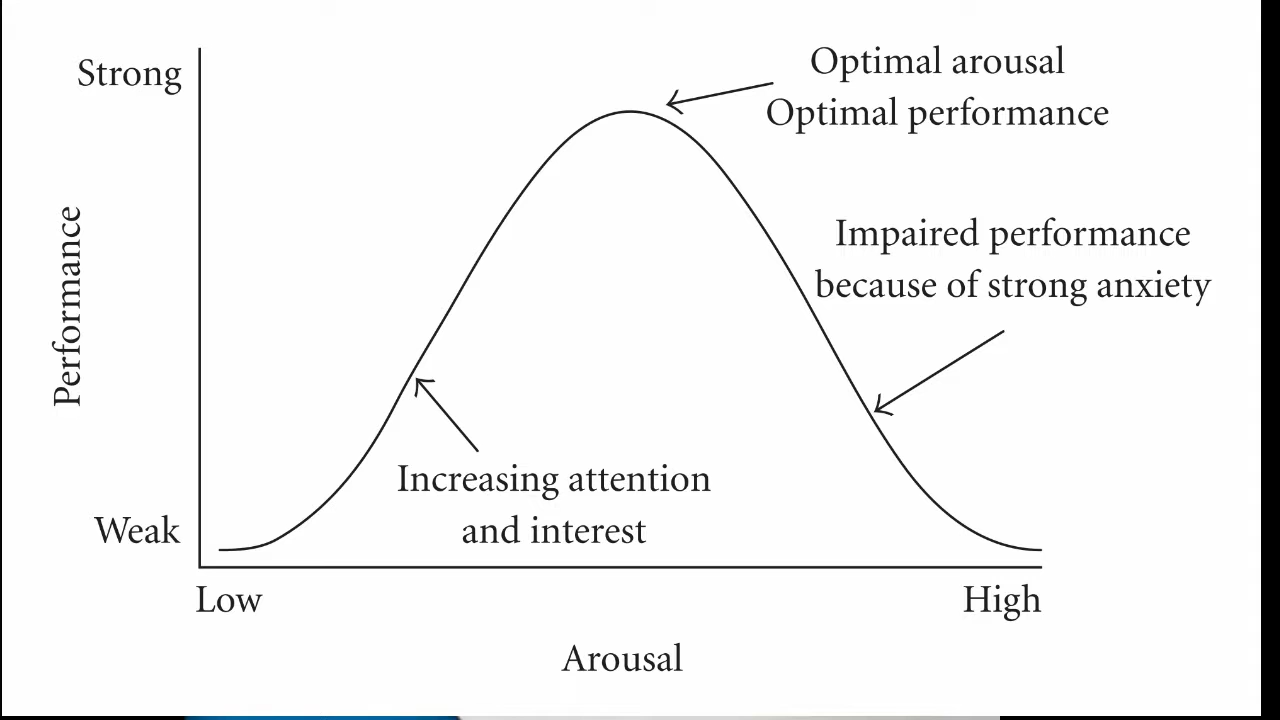 Strong
Optimal arousal
Optimal performance
Impaired performance
because of strong anxiety
Performance
Increasing attention
and interest
Weak
Low
High
Arousal